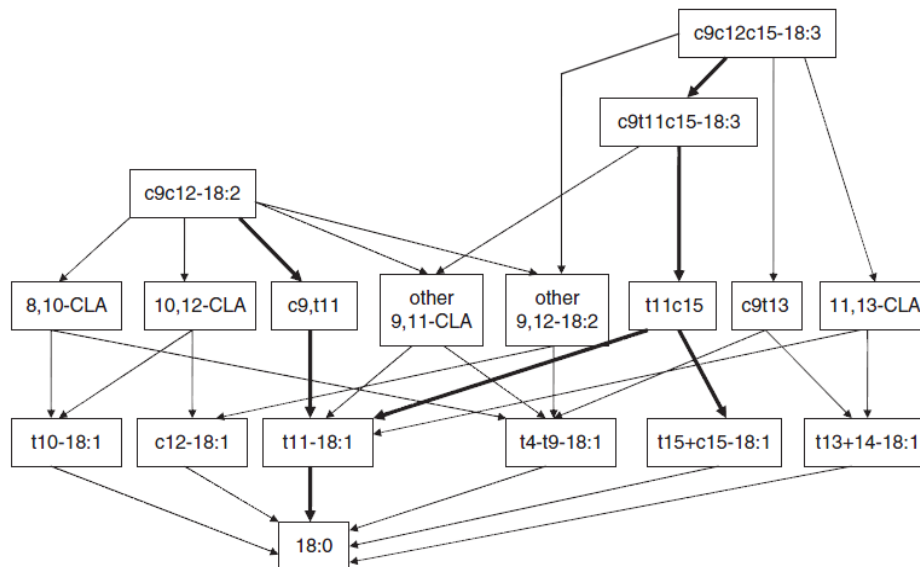 c9c12c15-18:3
c9t11c15-18:3
c9c12-18:2
8,10-CLA
10,12-CLA
c9,t11
other
9,11-CLA
other
9,12-18:2
t11c15
c9t13
11,13-CLA
t10-18:1
c12-18:1
t11-18:1
t4-t9-18:1
t15+c15-18:1
t13+14-18:1
18:0